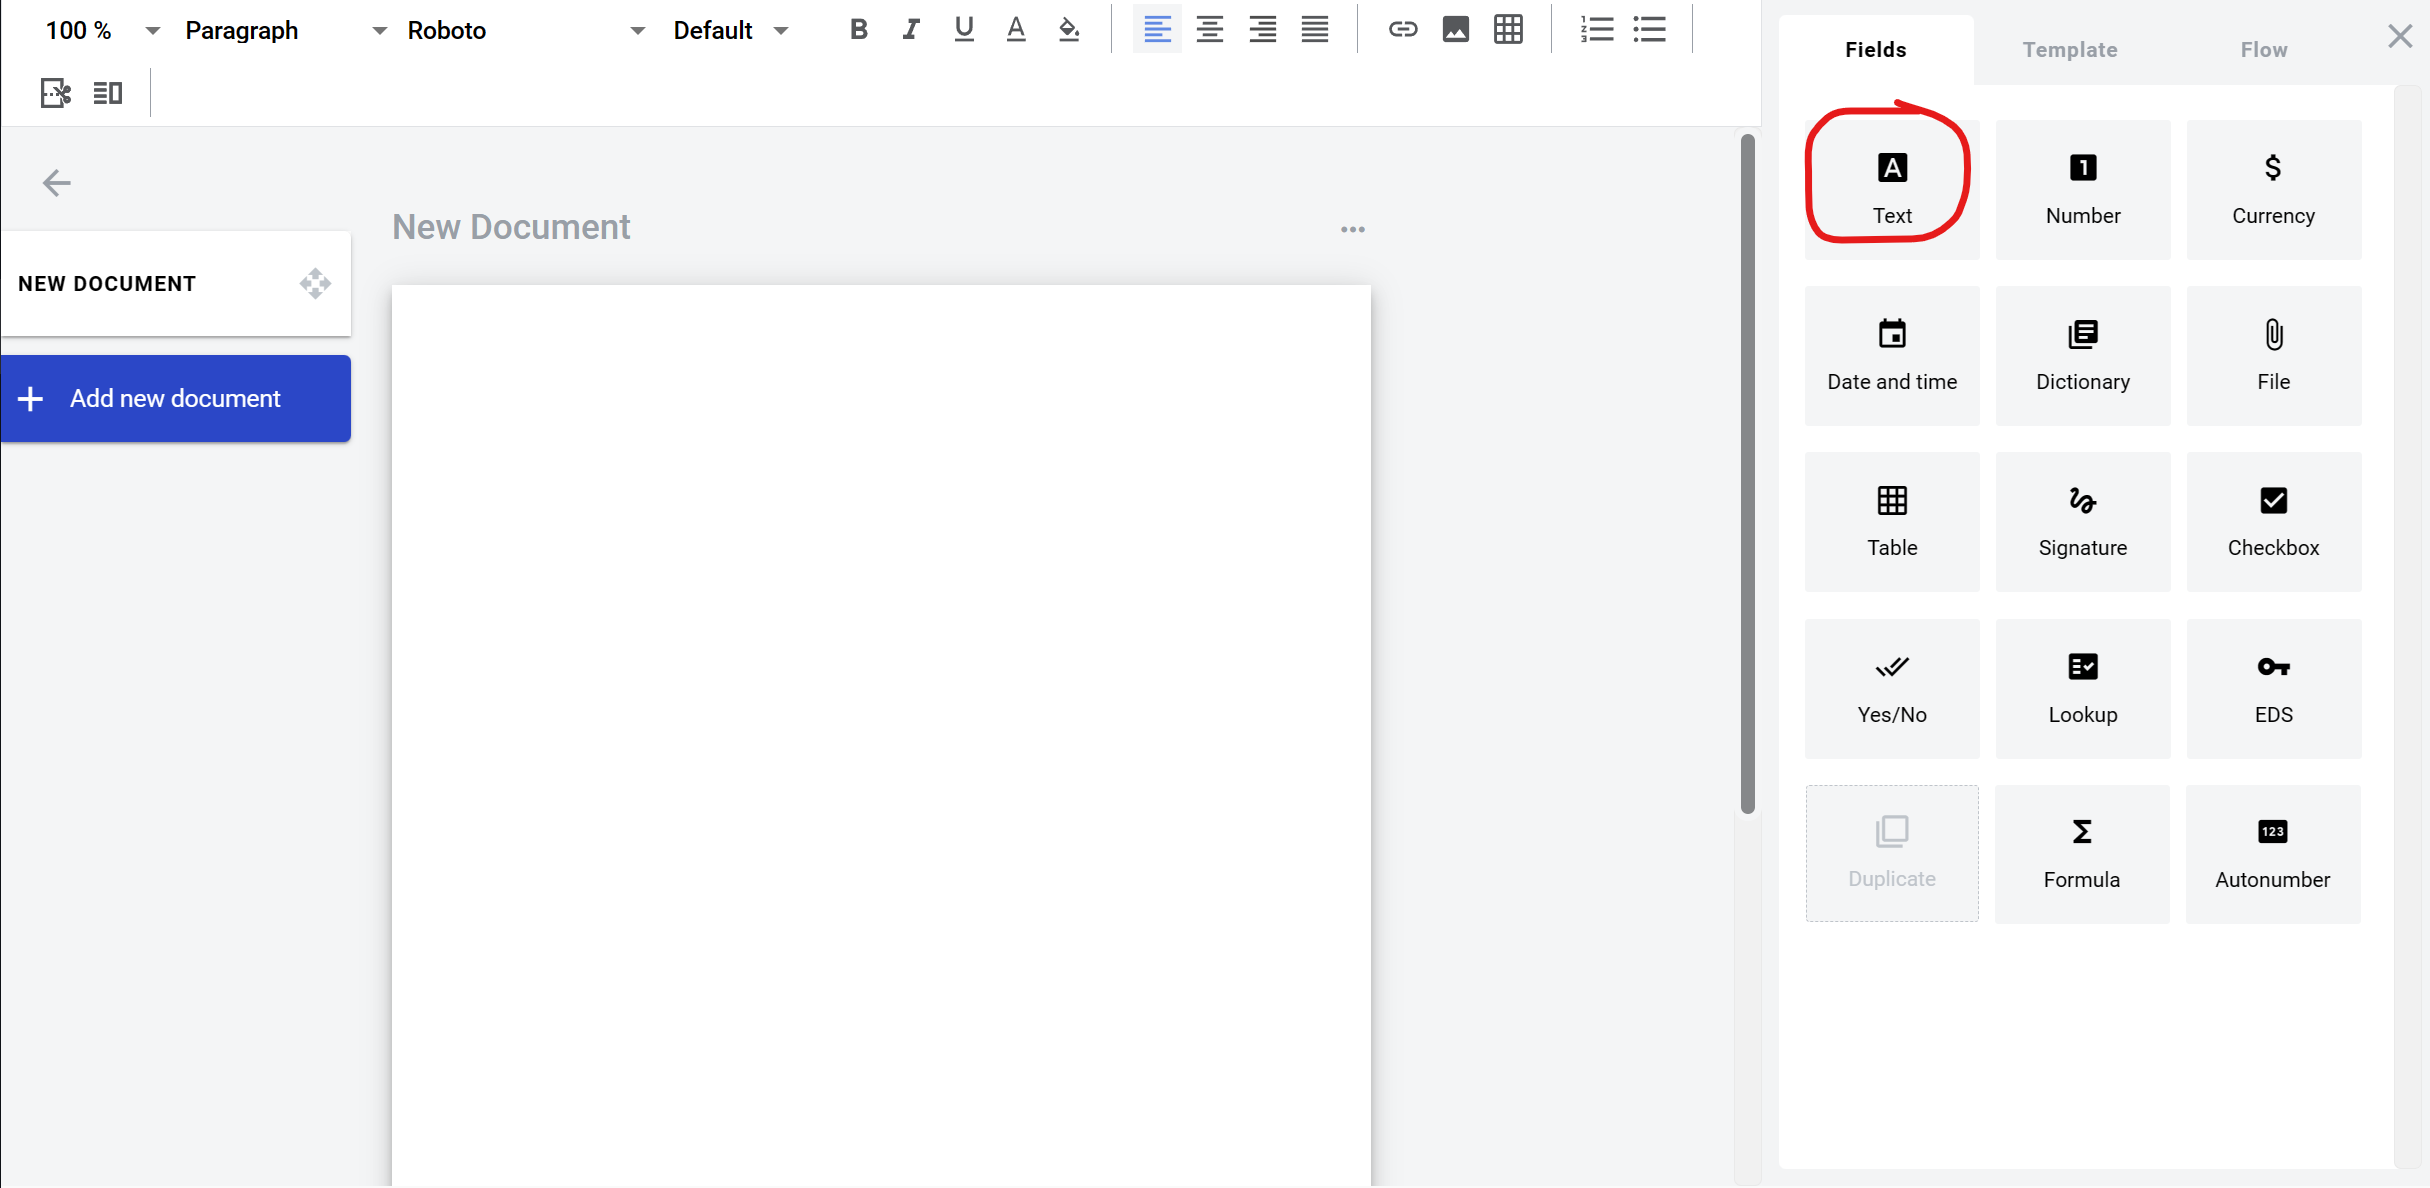 100 % Paragraph Roboto Default
Fields Template Flow
New Document
NEW DOCUMENT
Add new document
Text Number Currency
Date and time Dictionary File
Table Signature Checkbox
Yes/No Lookup EDS
Duplicate Formula Autonumber